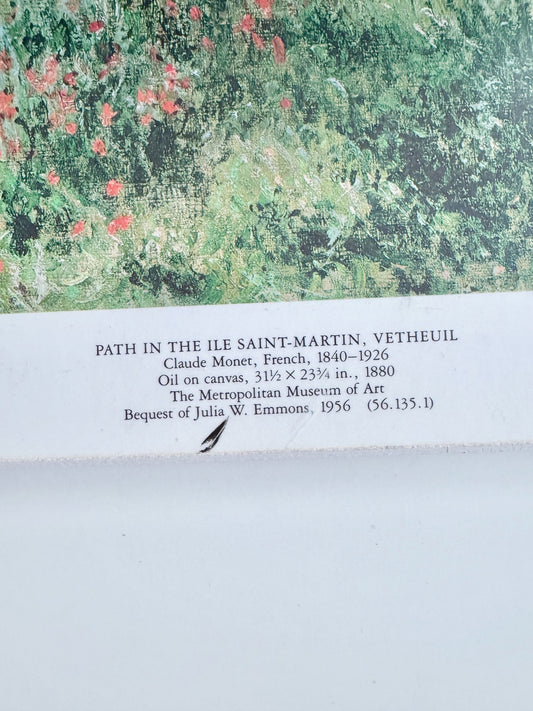 PATH IN THE ILE SAINT-MARTIN, VETHEUIL
Claude Monet, French, 1840–1926
Oil on canvas, 31½ × 23¾ in., 1880
The Metropolitan Museum of Art
Bequest of Julia W. Emmons, 1956 (56.135.1)